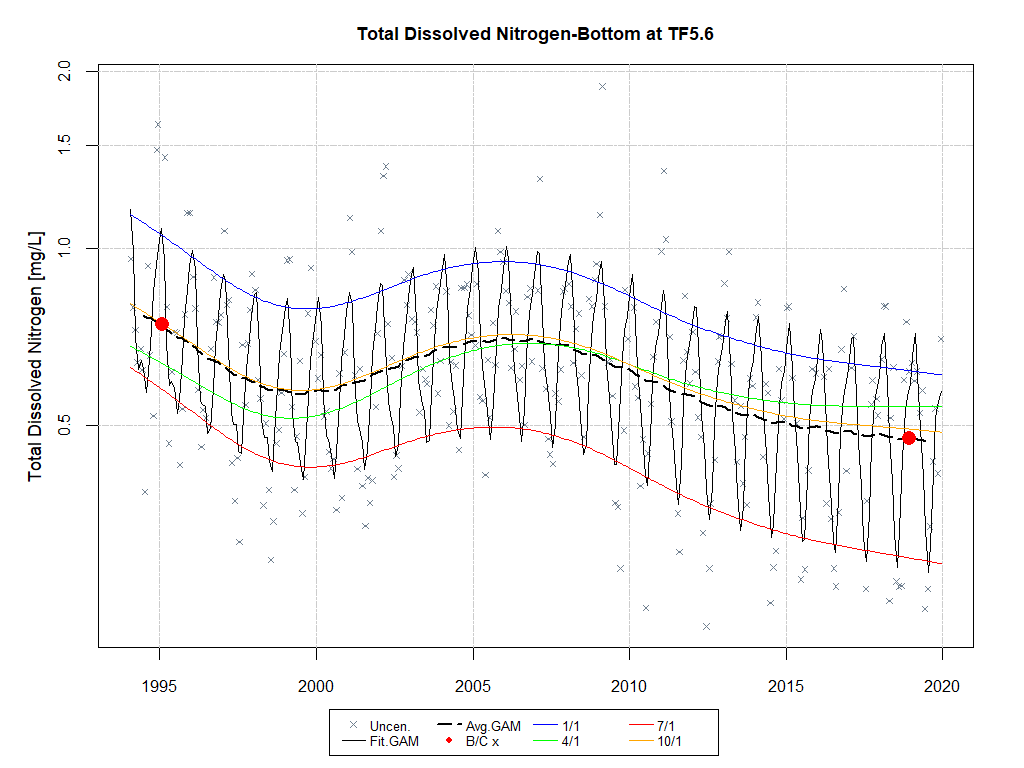 Total Dissolved Nitrogen-Bottom at TF5.6
Total Dissolved Nitrogen [mg/L]
2.0
1.5
1.0
0.5
1995 2000 2005 2010 2015 2020
Uncen. Avg.GAM 1/1 7/1
Fit.GAM B/C x 4/1 10/1